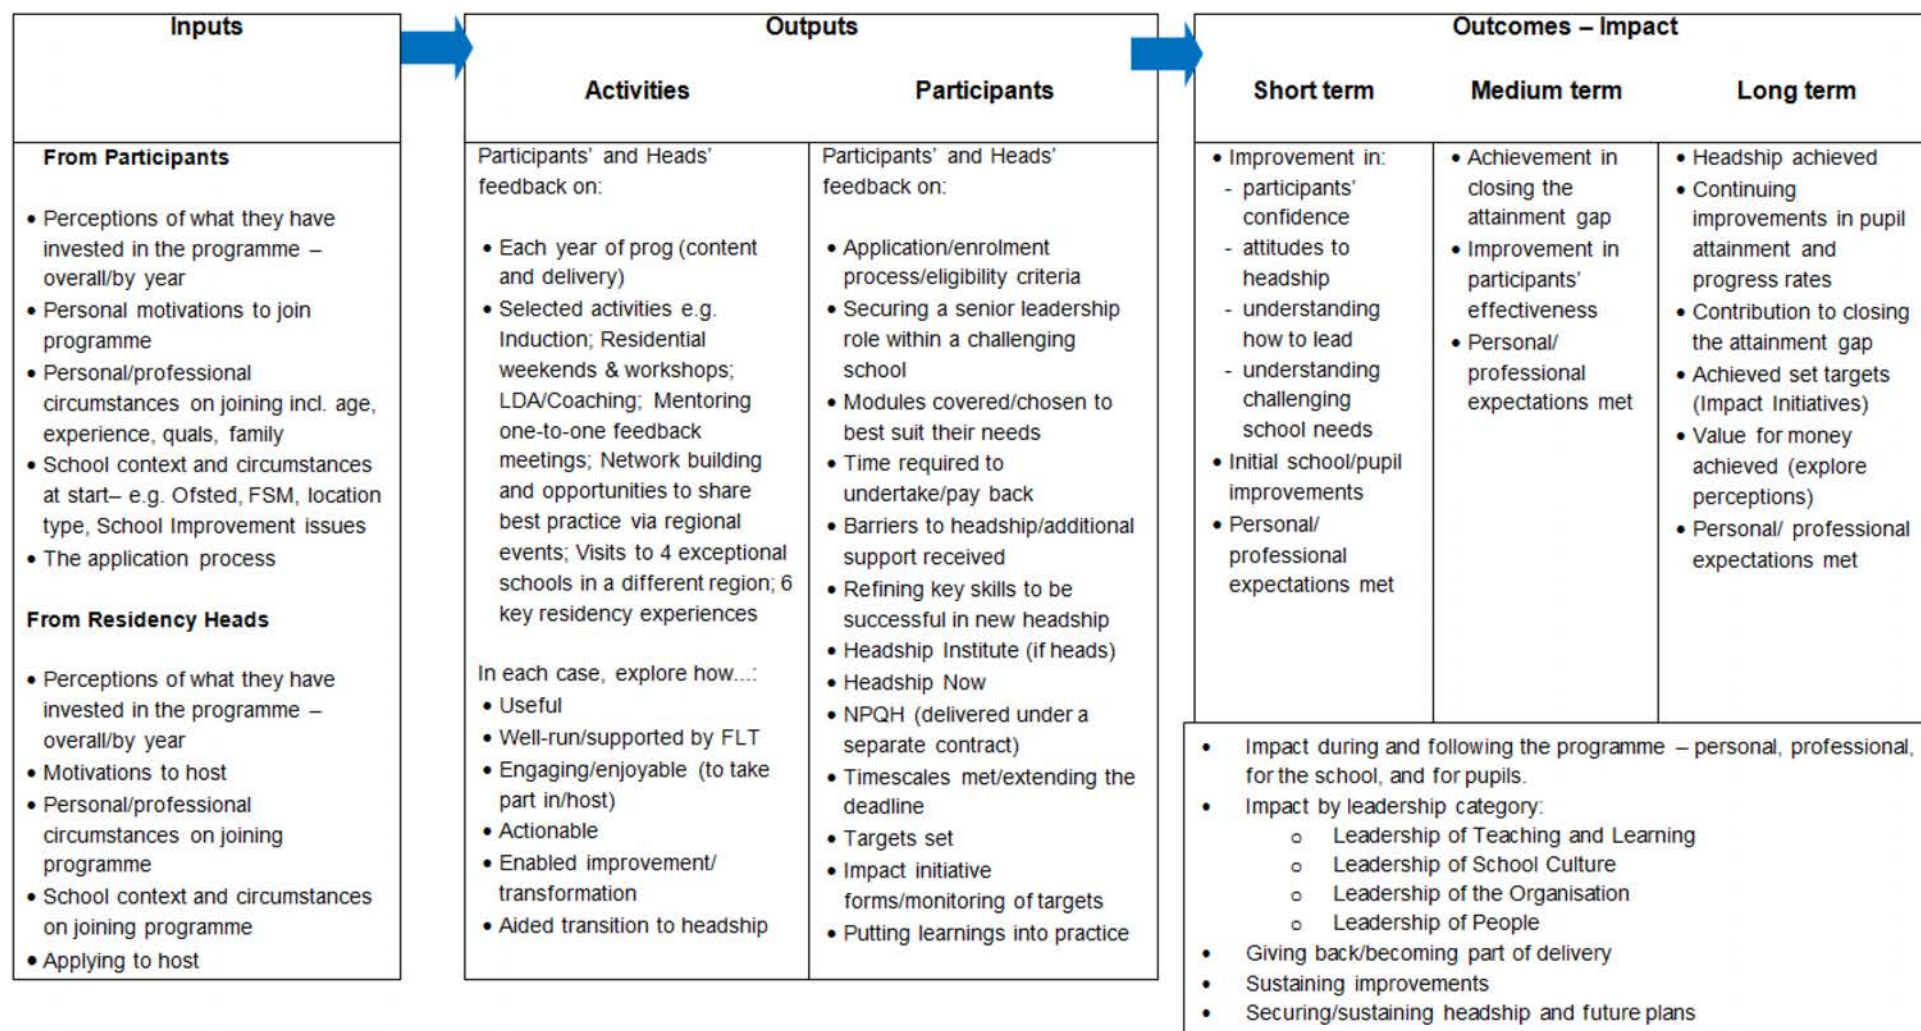 Inputs
From Participants
• Perceptions of what they have
invested in the programme –
overall/by year
• Personal motivations to join
programme
• Personal/professional
circumstances on joining incl. age,
experience, quals, family
• School context and circumstances
at start– e.g. Ofsted, FSM, location
type, School Improvement issues
• The application process
From Residency Heads
• Perceptions of what they have
invested in the programme –
overall/by year
• Motivations to host
• Personal/professional
circumstances on joining
programme
• School context and circumstances
on joining programme
• Applying to host
Outputs
Activities
Participants’ and Heads’
feedback on:
• Each year of prog (content
and delivery)
• Selected activities e.g.
Induction; Residential
weekends & workshops;
LDA/Coaching; Mentoring
one-to-one feedback
meetings; Network building
and opportunities to share
best practice via regional
events; Visits to 4 exceptional
schools in a different region; 6
key residency experiences
In each case, explore how...:
• Useful
• Well-run/supported by FLT
• Engaging/enjoyable (to take
part in/host)
• Actionable
• Enabled improvement/
transformation
• Aided transition to headship
Participants
Participants’ and Heads’
feedback on:
• Application/enrolment
process/eligibility criteria
• Securing a senior leadership
role within a challenging
school
• Modules covered/chosen to
best suit their needs
• Time required to
undertake/pay back
• Barriers to headship/additional
support received
• Refining key skills to be
successful in new headship
• Headship Institute (if heads)
• Headship Now
• NPQH (delivered under a
separate contract)
• Timescales met/extending the
deadline
• Targets set
• Impact initiative
forms/monitoring of targets
• Putting learnings into practice
Outcomes – Impact
Short term
• Improvement in:
- participants’
confidence
- attitudes to
headship
- understanding
how to lead
- understanding
challenging
school needs
• Initial school/pupil
improvements
• Personal/
professional
expectations met
Medium term
• Achievement in
closing the
attainment gap
• Improvement in
participants’
effectiveness
• Personal/
professional
expectations met
Long term
• Headship achieved
• Continuing
improvements in pupil
attainment and
progress rates
• Contribution to closing
the attainment gap
• Achieved set targets
(Impact Initiatives)
• Value for money
achieved (explore
perceptions)
• Personal/ professional
expectations met
• Impact during and following the programme – personal, professional,
for the school, and for pupils.
• Impact by leadership category:
o Leadership of Teaching and Learning
o Leadership of School Culture
o Leadership of the Organisation
o Leadership of People
• Giving back/becoming part of delivery
• Sustaining improvements
• Securing/sustaining headship and future plans